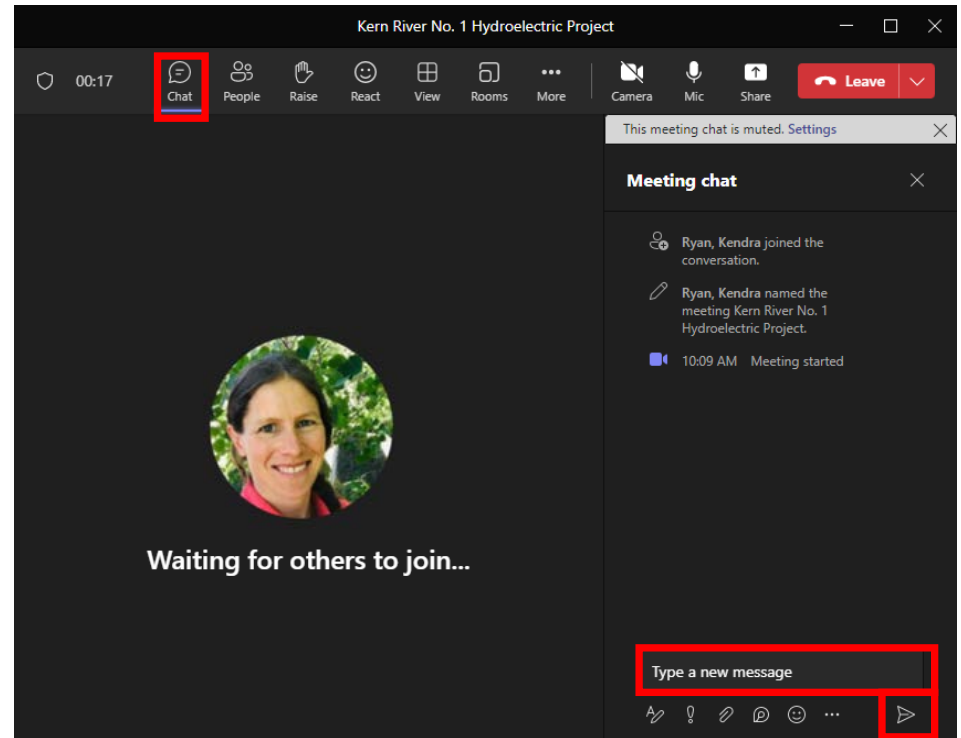 Kern River No. 1 Hydroelectric Project
00:17
Chat
People
Raise
React
View
Rooms
More
Camera
Mic
Share
Leave
This meeting chat is muted. Settings
Meeting chat
Ryan, Kendra joined the
conversation.
Ryan, Kendra named the
meeting Kern River No. 1
Hydroelectric Project.
10:09 AM Meeting started
Waiting for others to join...
Type a new message